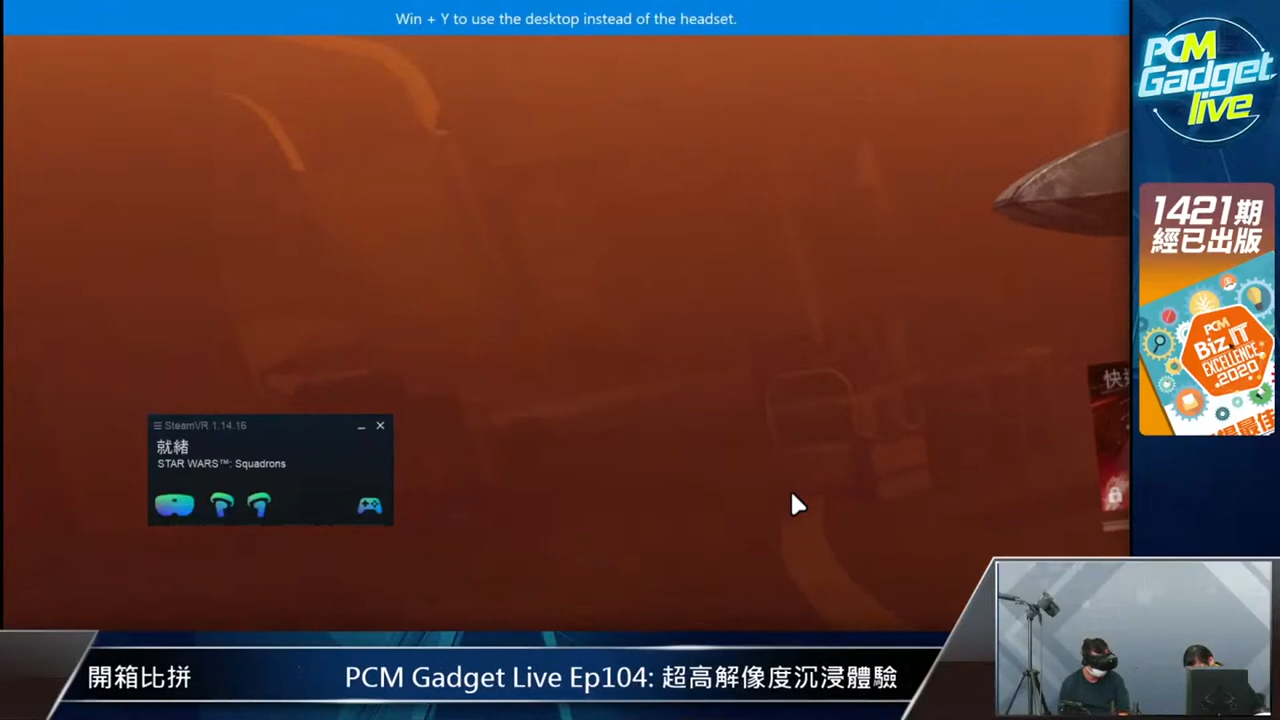 Win + Y to use the desktop instead of the headset.
PCM
Gadget
live
1421期
經已出版
PCM
Biz.IT
EXCELLENCE
2020
快
SteamVR 1.14.16
就緒
STAR WARS™: Squadrons
開箱比拼
PCM Gadget Live Ep104: 超高解像度沉浸體驗